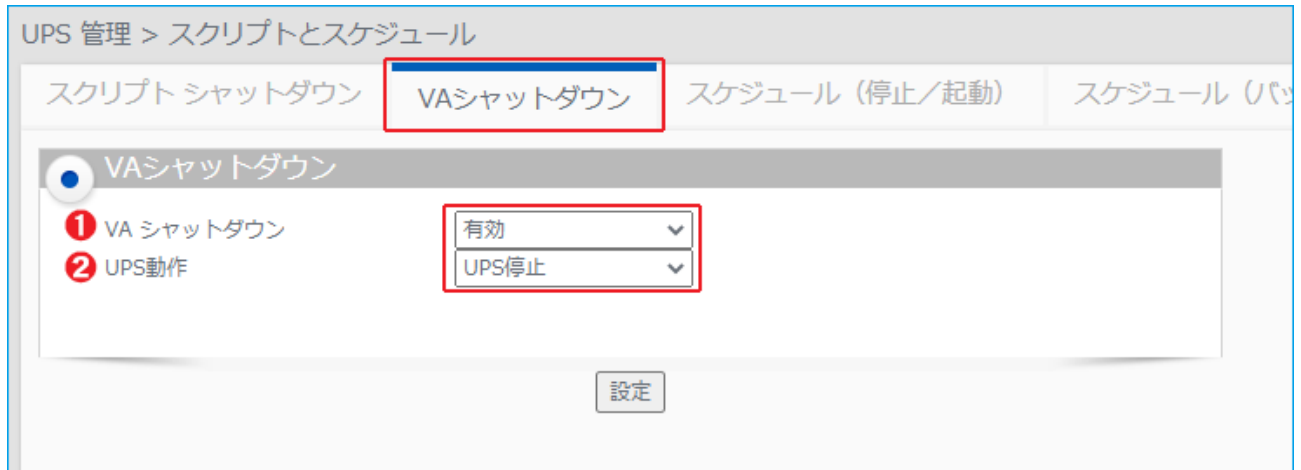 UPS 管理 > スクリプトとスケジュール
スクリプト シャットダウン VAシャットダウン スケジュール（停止／起動） スケジュール（バッ
VAシャットダウン
1 VA シャットダウン 有効
2 UPS動作 UPS停止
設定